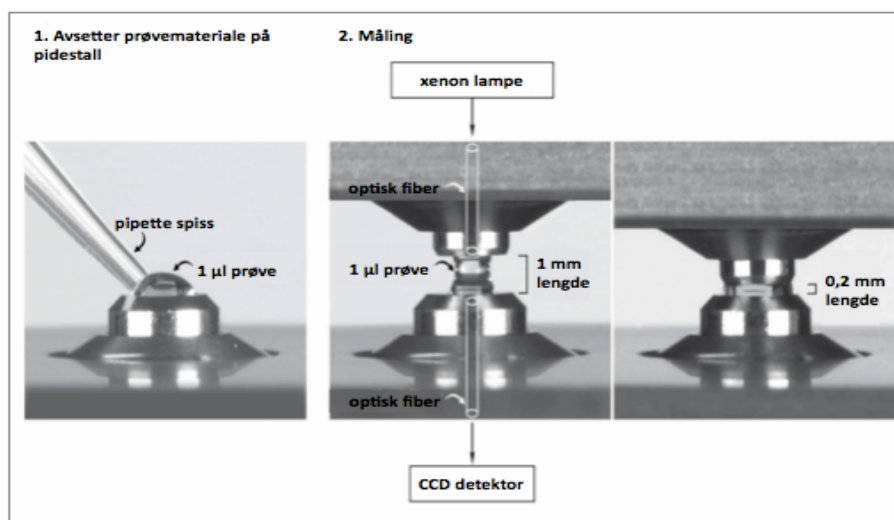 1. Avsetter prøvemateriale på
pidestall
2. Måling
xenon lampe
optisk fiber
pipette spiss
1 µl prøve
1 µl prøve
1 mm
lengde
0,2 mm
lengde
optisk fiber
CCD detektor